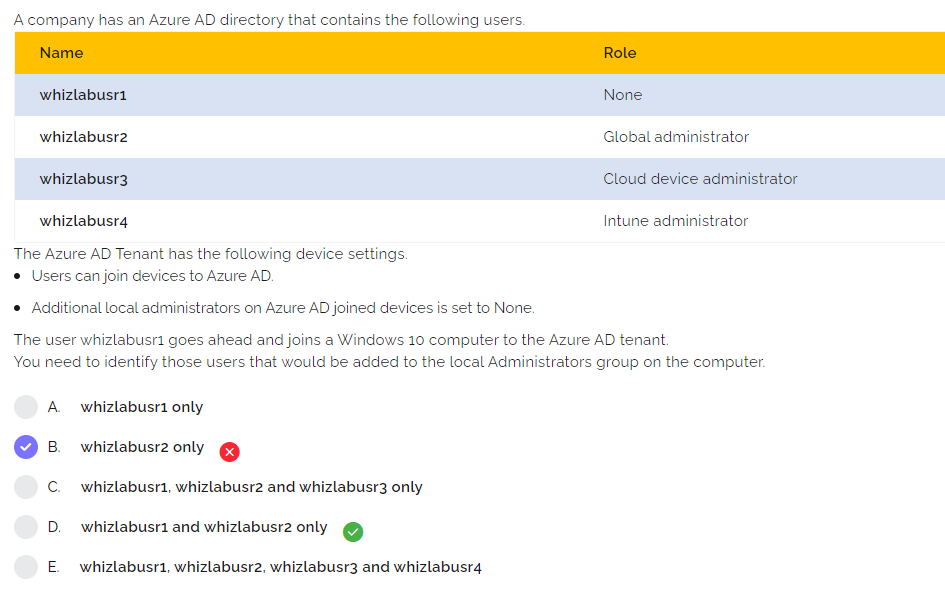 A company has an Azure AD directory that contains the following users.
Name Role
whizlabusr1 None
whizlabusr2 Global administrator
whizlabusr3 Cloud device administrator
whizlabusr4 Intune administrator
The Azure AD Tenant has the following device settings.
• Users can join devices to Azure AD.
• Additional local administrators on Azure AD joined devices is set to None.
The user whizlabusr1 goes ahead and joins a Windows 10 computer to the Azure AD tenant.
You need to identify those users that would be added to the local Administrators group on the computer.
A. whizlabusr1 only
B. whizlabusr2 only
C. whizlabusr1, whizlabusr2 and whizlabusr3 only
D. whizlabusr1 and whizlabusr2 only
E. whizlabusr1, whizlabusr2, whizlabusr3 and whizlabusr4